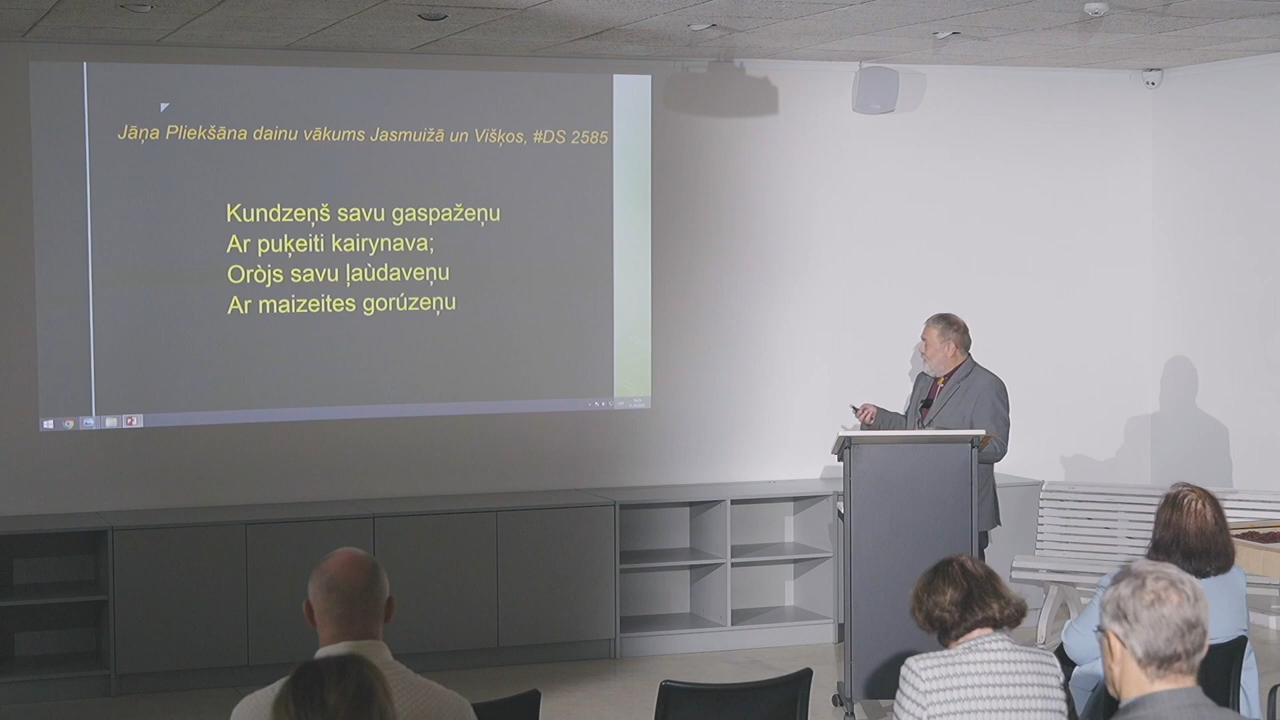 Jāņa Pliekšāna dainu vākums Jasmuižā un Višķos, #DS 2585
Kundzeņš savu gaspažeņu
Ar puķeiti kairynava;
Oròjs savu ļaùdaveņu
Ar maizeites gorúzeņu